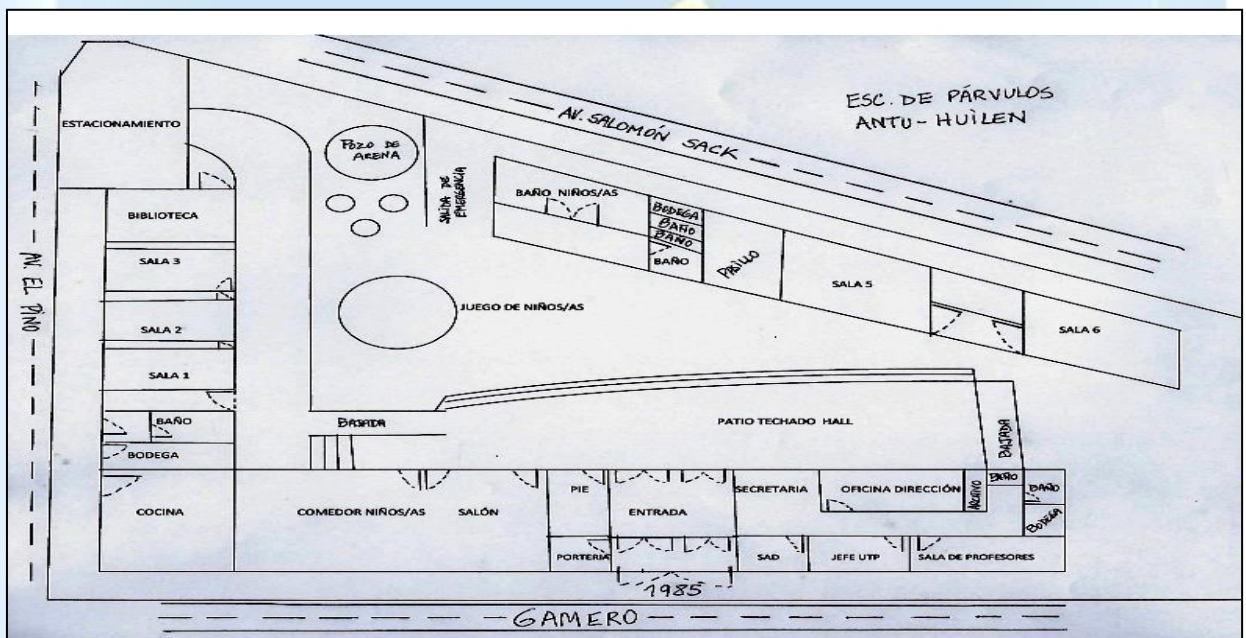 ESC. DE PÁRVULOS
ANTU-HUILEN
AV. SALOMÓN SACK
ESTACIONAMIENTO
POZO DE
ARENA
SALIDA DE
EMERGENCIA
BAÑO NIÑOS/AS
BODEGA
BAÑO
BAÑO
BAÑO
PASILLO
SALA 5
SALA 6
BIBLIOTECA
SALA 3
SALA 2
SALA 1
BAÑO
BODEGA
AV. EL PINO
JUEGO DE NIÑOS/AS
BAJADA
PATIO TECHADO HALL
BAJADA
COCINA
COMEDOR NIÑOS/AS
SALÓN
PIE
ENTRADA
SECRETARIA
OFICINA DIRECCIÓN
ARCHIVO
BAÑO
BAÑO
BODEGA
PORTERIA
SAD
JEFE UTP
SALA DE PROFESORES
1985
GAMERO